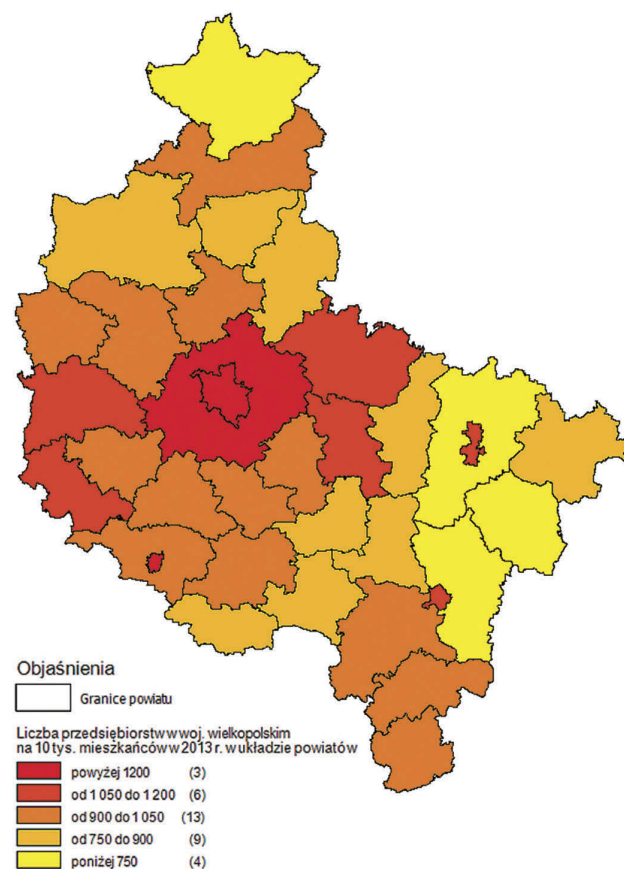 Objaśnienia
Granice powiatu
Liczba przedsiębiorstw w woj. wielkopolskim
na 10 tys. mieszkańców w 2013 r. w układzie powiatów
powyżej 1200 (3)
od 1 050 do 1 200 (6)
od 900 do 1 050 (13)
od 750 do 900 (9)
poniżej 750 (4)